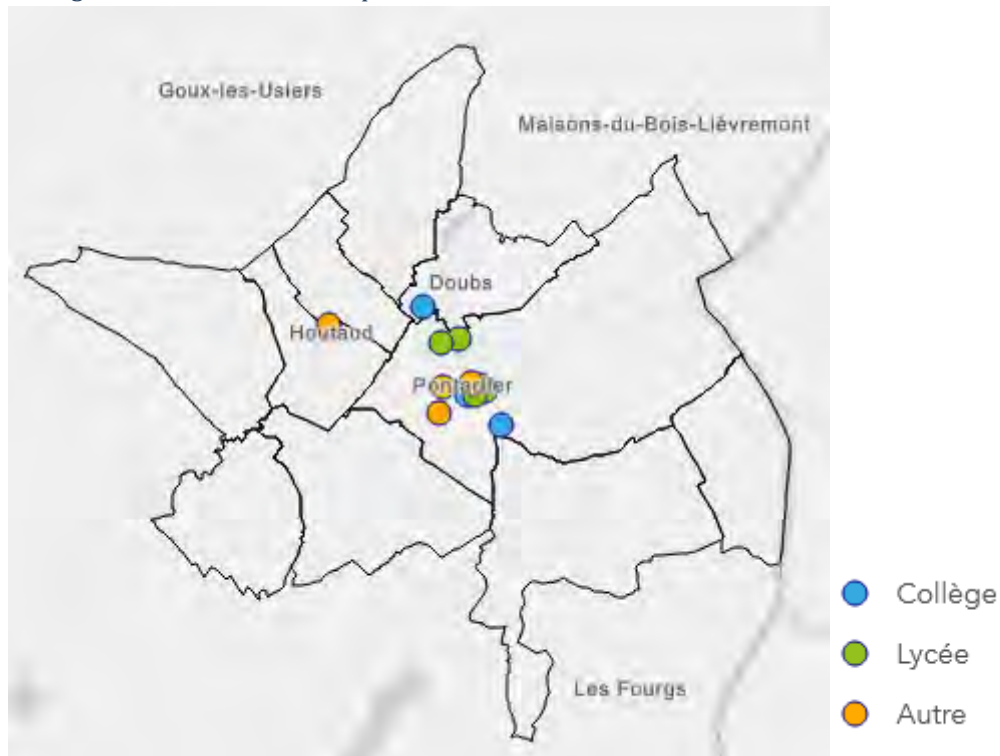 Goux-les-Usiers
Maisons-du-Bois-Lièvremont
Doubs
Houtaud
Pontarlier
Les Fourgs
Collège
Lycée
Autre